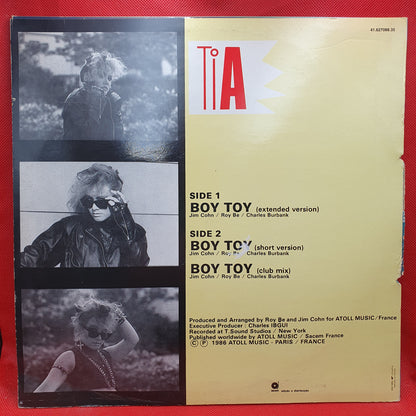 41.627088.35
TiA
SIDE 1
BOY TOY (extended version)
Jim Cohn / Roy Be / Charles Burbank
SIDE 2
BOY TOY (short version)
Jim Cohn / Roy Be / Charles Burbank
BOY TOY (club mix)
Jim Cohn / Roy Be / Charles Burbank
Produced and Arranged by Roy Be and Jim Cohn for ATOLL MUSIC/France
Executive Producer : Charles IBGUI
Recorded at T.Sound Studios / New York
Published worldwide by ATOLL MUSIC / Sacem France
© ℗ 1986 ATOLL MUSIC - PARIS / FRANCE